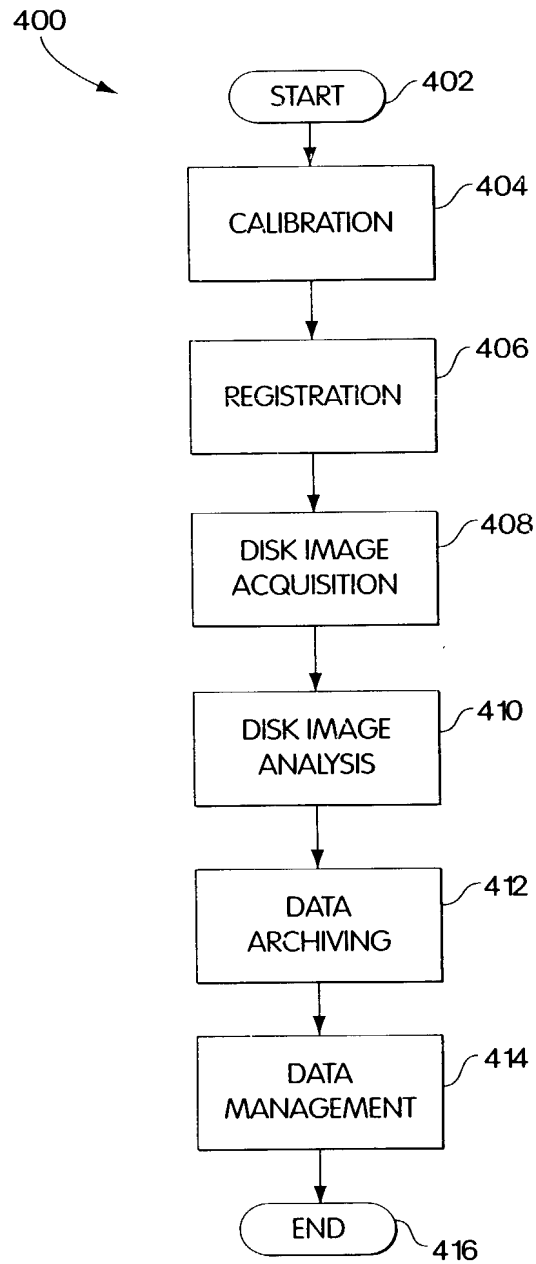 400
START
402
CALIBRATION
404
REGISTRATION
406
DISK IMAGE
ACQUISITION
408
DISK IMAGE
ANALYSIS
410
DATA
ARCHIVING
412
DATA
MANAGEMENT
414
END
416